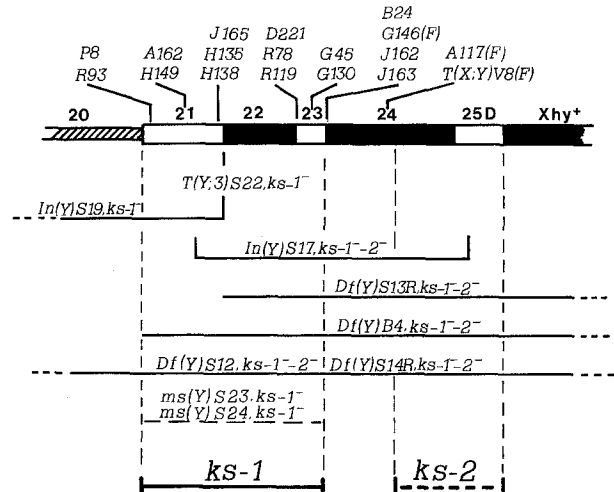 B24
J165 D221 G146(F)
P8 A162 H135 R78 G45 J162 A117(F)
R93 H149 H138 R119 G130 J163 T(X;Y)V8(F)
20 21 22 23 24 25D Xhy+
T(Y;3)S22,ks-1⁻
In(Y)S19,ks-1⁻
In(Y)S17,ks-1⁻-2⁻
Df(Y)S13R,ks-1⁻-2⁻
Df(Y)B4,ks-1⁻-2⁻
Df(Y)S12,ks-1⁻-2⁻ Df(Y)S14R,ks-1⁻-2⁻
ms(Y)S23,ks-1⁻
ms(Y)S24,ks-1⁻
ks-1 ks-2